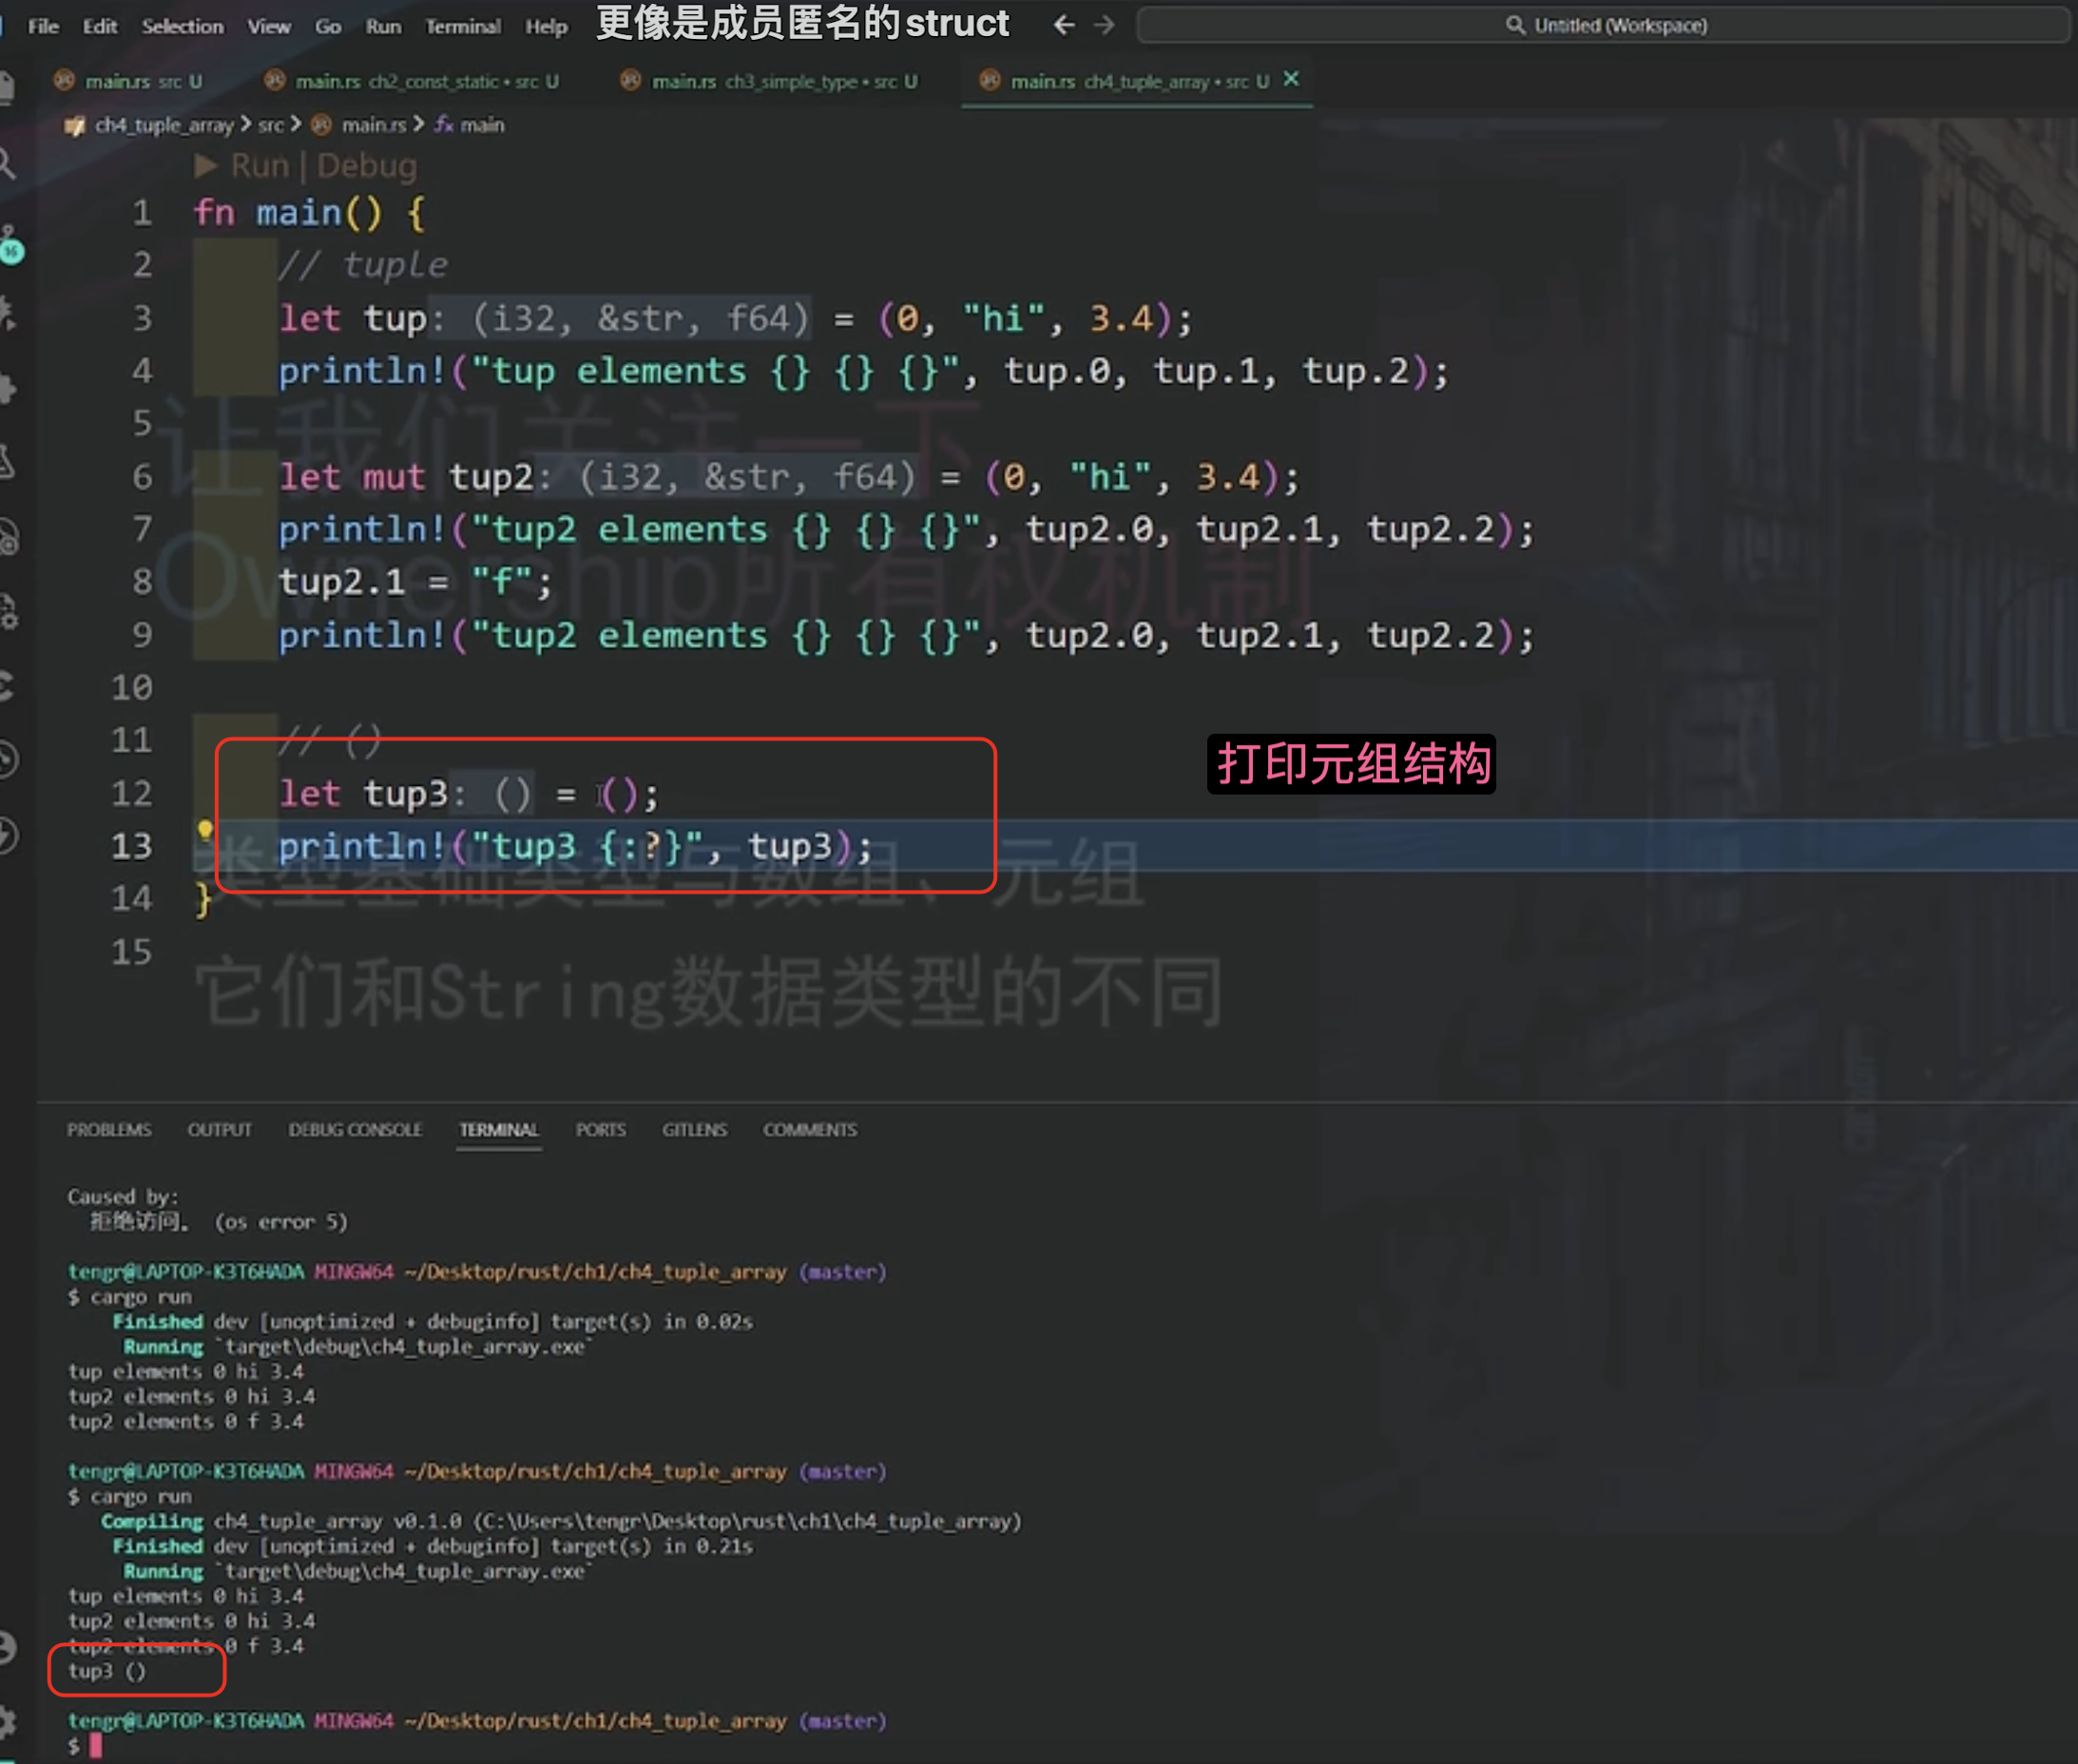 File Edit Selection View Go Run Terminal Help 更像是成员匿名的struct ← → Untitled (Workspace)
main.rs src U main.rs ch2_const_static • src U main.rs ch3_simple_type • src U main.rs ch4_tuple_array • src U ×
ch4_tuple_array > src > main.rs > main
▶ Run | Debug
1 fn main() {
2 // tuple
3 let tup: (i32, &str, f64) = (0, "hi", 3.4);
4 println!("tup elements {} {} {}", tup.0, tup.1, tup.2);
5
让我们关注一下
6 let mut tup2: (i32, &str, f64) = (0, "hi", 3.4);
7 println!("tup2 elements {} {} {}", tup2.0, tup2.1, tup2.2);
8 tup2.1 = "f";
Ownership所有权机制
9 println!("tup2 elements {} {} {}", tup2.0, tup2.1, tup2.2);
10
11 // ()
打印元组结构
12 let tup3: () = ();
13 println!("tup3 {:?}", tup3);
类型基础类型与数组、元组
14 }
15
它们和String数据类型的不同
PROBLEMS OUTPUT DEBUG CONSOLE TERMINAL PORTS GITLENS COMMENTS
Caused by:
拒绝访问。 (os error 5)
tengr@LAPTOP-K3T6HADA MINGW64 ~/Desktop/rust/ch1/ch4_tuple_array (master)
$ cargo run
Finished dev [unoptimized + debuginfo] target(s) in 0.02s
Running `target\debug\ch4_tuple_array.exe`
tup elements 0 hi 3.4
tup2 elements 0 hi 3.4
tup2 elements 0 f 3.4
tengr@LAPTOP-K3T6HADA MINGW64 ~/Desktop/rust/ch1/ch4_tuple_array (master)
$ cargo run
Compiling ch4_tuple_array v0.1.0 (C:\Users\tengr\Desktop\rust\ch1\ch4_tuple_array)
Finished dev [unoptimized + debuginfo] target(s) in 0.21s
Running `target\debug\ch4_tuple_array.exe`
tup elements 0 hi 3.4
tup2 elements 0 hi 3.4
tup2 elements 0 f 3.4
tup3 ()
tengr@LAPTOP-K3T6HADA MINGW64 ~/Desktop/rust/ch1/ch4_tuple_array (master)
$